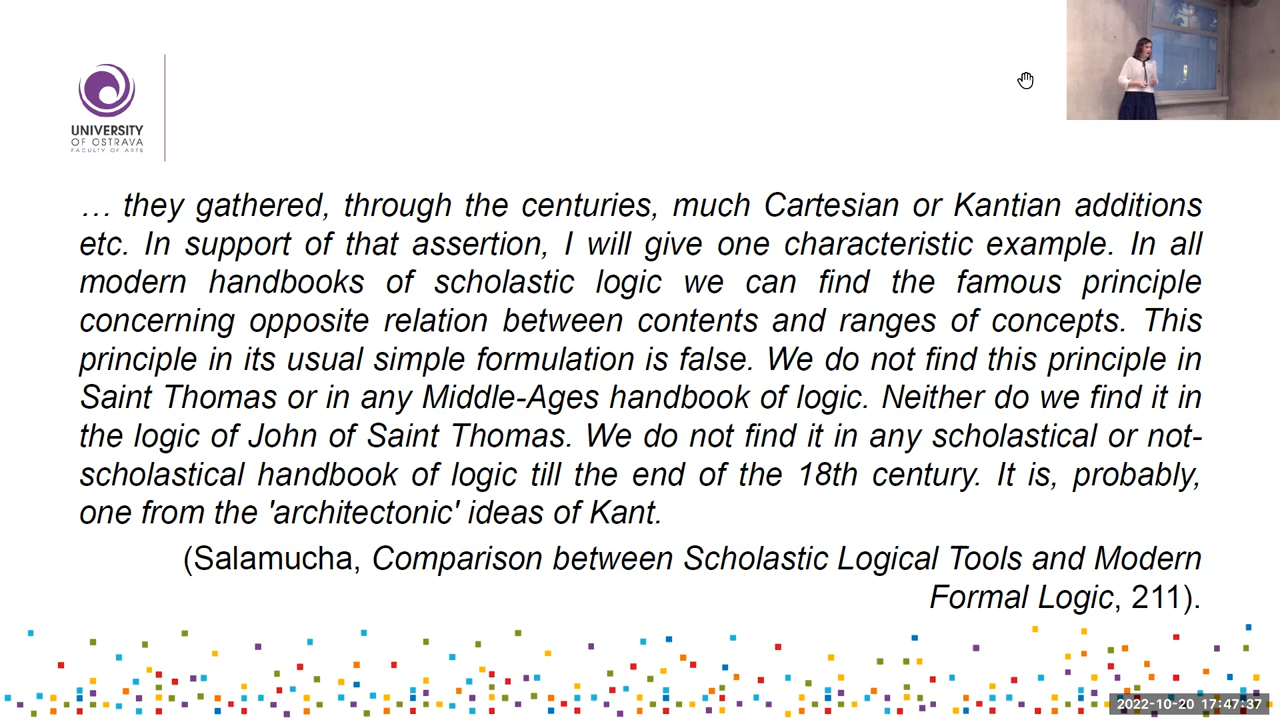 UNIVERSITY
OF OSTRAVA
FACULTY OF ARTS
… they gathered, through the centuries, much Cartesian or Kantian additions
etc. In support of that assertion, I will give one characteristic example. In all
modern handbooks of scholastic logic we can find the famous principle
concerning opposite relation between contents and ranges of concepts. This
principle in its usual simple formulation is false. We do not find this principle in
Saint Thomas or in any Middle-Ages handbook of logic. Neither do we find it in
the logic of John of Saint Thomas. We do not find it in any scholastical or not-
scholastical handbook of logic till the end of the 18th century. It is, probably,
one from the 'architectonic' ideas of Kant.
(Salamucha, Comparison between Scholastic Logical Tools and Modern
Formal Logic, 211).
2022-10-20 17:47:37